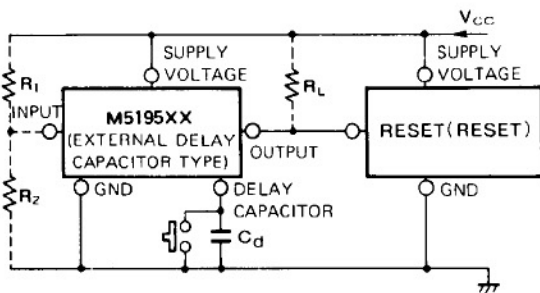 Vcc
SUPPLY
VOLTAGE
SUPPLY
VOLTAGE
R1
RL
INPUT
M5195XX
(EXTERNAL DELAY
CAPACITOR TYPE)
OUTPUT
RESET(RESET)
R2
GND
DELAY
CAPACITOR
GND
Cd